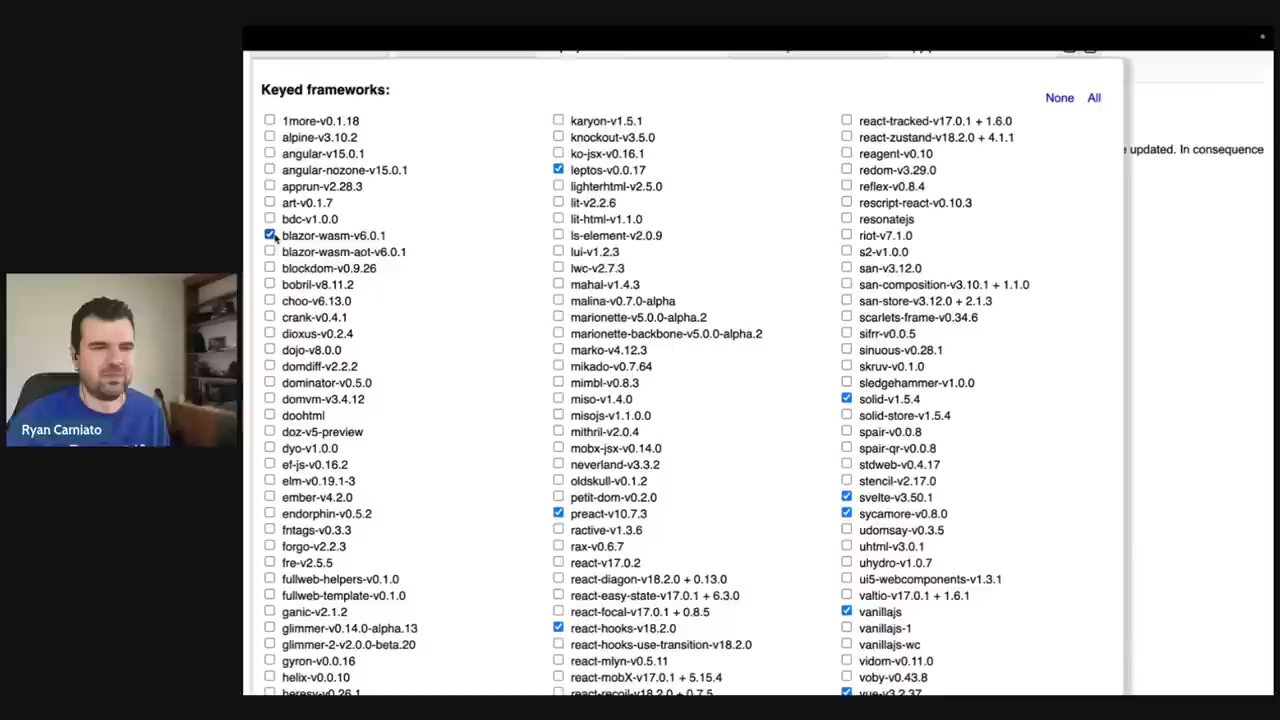 Keyed frameworks:
None All
1more-v0.1.18
alpine-v3.10.2
angular-v15.0.1
angular-nozone-v15.0.1
apprun-v2.28.3
art-v0.1.7
bdc-v1.0.0
blazor-wasm-v6.0.1
blazor-wasm-aot-v6.0.1
blockdom-v0.9.26
bobril-v8.11.2
choo-v6.13.0
crank-v0.4.1
dioxus-v0.2.4
dojo-v8.0.0
domdiff-v2.2.2
dominator-v0.5.0
domvm-v3.4.12
doohtml
doz-v5-preview
dyo-v1.0.0
ef-js-v0.16.2
elm-v0.19.1-3
ember-v4.2.0
endorphin-v0.5.2
fntags-v0.3.3
forgo-v2.2.3
fre-v2.5.5
fullweb-helpers-v0.1.0
fullweb-template-v0.1.0
ganic-v2.1.2
glimmer-v0.14.0-alpha.13
glimmer-2-v2.0.0-beta.20
gyron-v0.0.16
helix-v0.0.10
heresy-v0.26.1
karyon-v1.5.1
knockout-v3.5.0
ko-jsx-v0.16.1
leptos-v0.0.17
lighterhtml-v2.5.0
lit-v2.2.6
lit-html-v1.1.0
ls-element-v2.0.9
lui-v1.2.3
lwc-v2.7.3
mahal-v1.4.3
malina-v0.7.0-alpha
marionette-v5.0.0-alpha.2
marionette-backbone-v5.0.0-alpha.2
marko-v4.12.3
mikado-v0.7.64
mimbl-v0.8.3
miso-v1.4.0
misojs-v1.1.0.0
mithril-v2.0.4
mobx-jsx-v0.14.0
neverland-v3.3.2
oldskull-v0.1.2
petit-dom-v0.2.0
preact-v10.7.3
ractive-v1.3.6
rax-v0.6.7
react-v17.0.2
react-diagon-v18.2.0 + 0.13.0
react-easy-state-v17.0.1 + 6.3.0
react-focal-v17.0.1 + 0.8.5
react-hooks-v18.2.0
react-hooks-use-transition-v18.2.0
react-mlyn-v0.5.11
react-mobX-v17.0.1 + 5.15.4
react-recoil-v18.2.0 + 0.7.5
react-tracked-v17.0.1 + 1.6.0
react-zustand-v18.2.0 + 4.1.1
reagent-v0.10
redom-v3.29.0
reflex-v0.8.4
rescript-react-v0.10.3
resonatejs
riot-v7.1.0
s2-v1.0.0
san-v3.12.0
san-composition-v3.10.1 + 1.1.0
san-store-v3.12.0 + 2.1.3
scarlets-frame-v0.34.6
sifrr-v0.0.5
sinuous-v0.28.1
skruv-v0.1.0
sledgehammer-v1.0.0
solid-v1.5.4
solid-store-v1.5.4
spair-v0.0.8
spair-qr-v0.0.8
stdweb-v0.4.17
stencil-v2.17.0
svelte-v3.50.1
sycamore-v0.8.0
udomsay-v0.3.5
uhtml-v3.0.1
uhydro-v1.0.7
ui5-webcomponents-v1.3.1
valtio-v17.0.1 + 1.6.1
vanillajs
vanillajs-1
vanillajs-wc
vidom-v0.11.0
voby-v0.43.8
vue-v3.2.37
updated. In consequence
Ryan Carniato